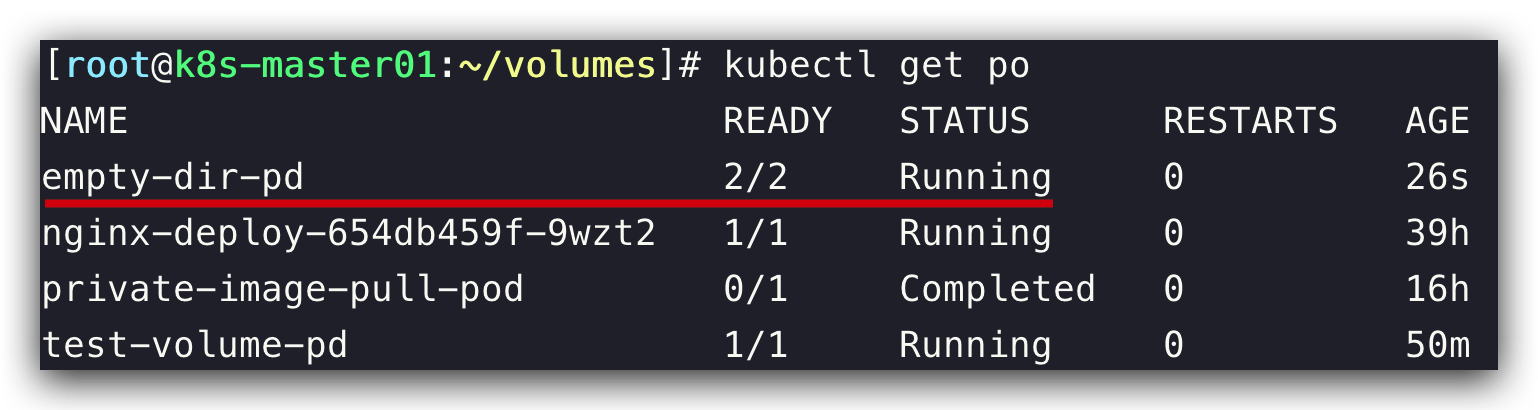 [root@k8s-master01:~/volumes]# kubectl get po
NAME READY STATUS RESTARTS AGE
empty-dir-pd 2/2 Running 0 26s
nginx-deploy-654db459f-9wzt2 1/1 Running 0 39h
private-image-pull-pod 0/1 Completed 0 16h
test-volume-pd 1/1 Running 0 50m